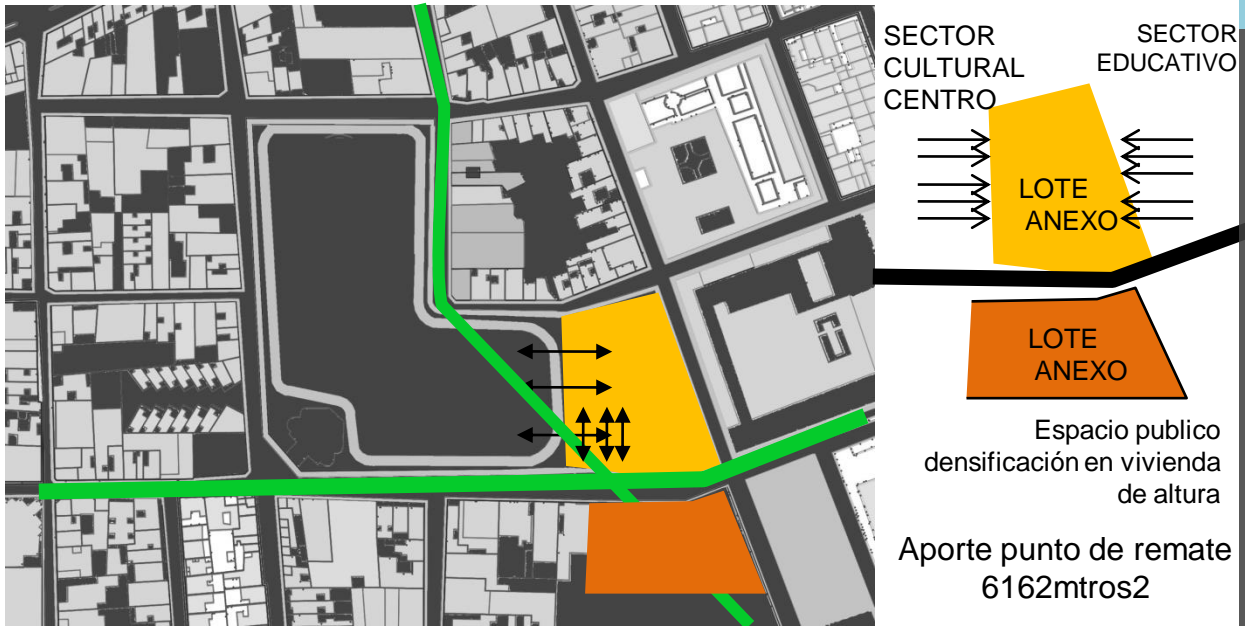 SECTOR
CULTURAL
CENTRO
SECTOR
EDUCATIVO
LOTE
ANEXO
LOTE
ANEXO
Espacio publico
densificación en vivienda
de altura
Aporte punto de remate
6162mtros2